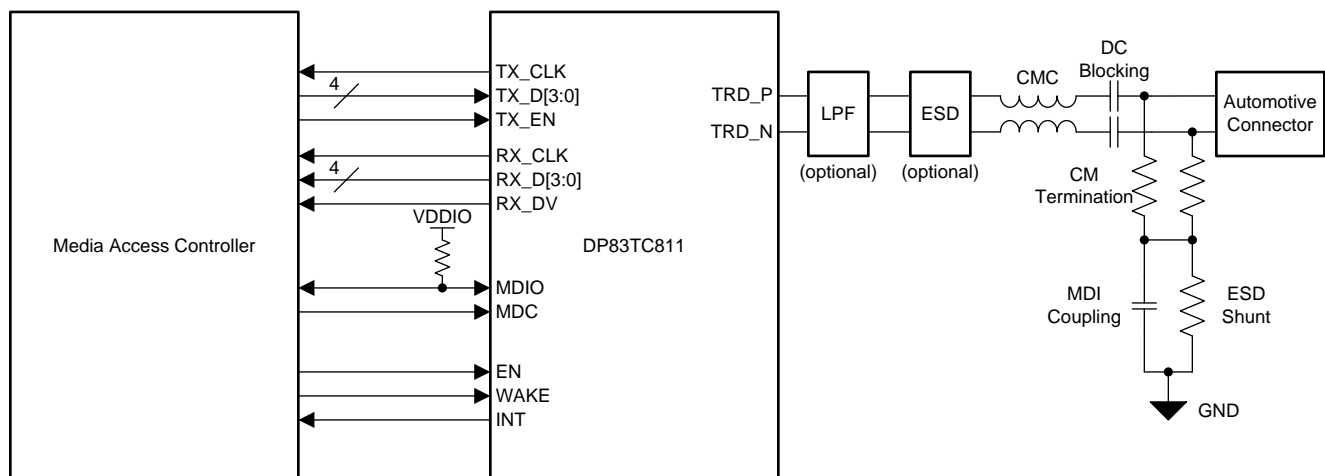 Media Access Controller
TX_CLK
4
TX_D[3:0]
TX_EN
RX_CLK
4
RX_D[3:0]
RX_DV
VDDIO
MDIO
MDC
EN
WAKE
INT
DP83TC811
TRD_P
TRD_N
LPF
(optional)
ESD
(optional)
CMC
DC
Blocking
Automotive
Connector
CM
Termination
MDI
Coupling
ESD
Shunt
GND